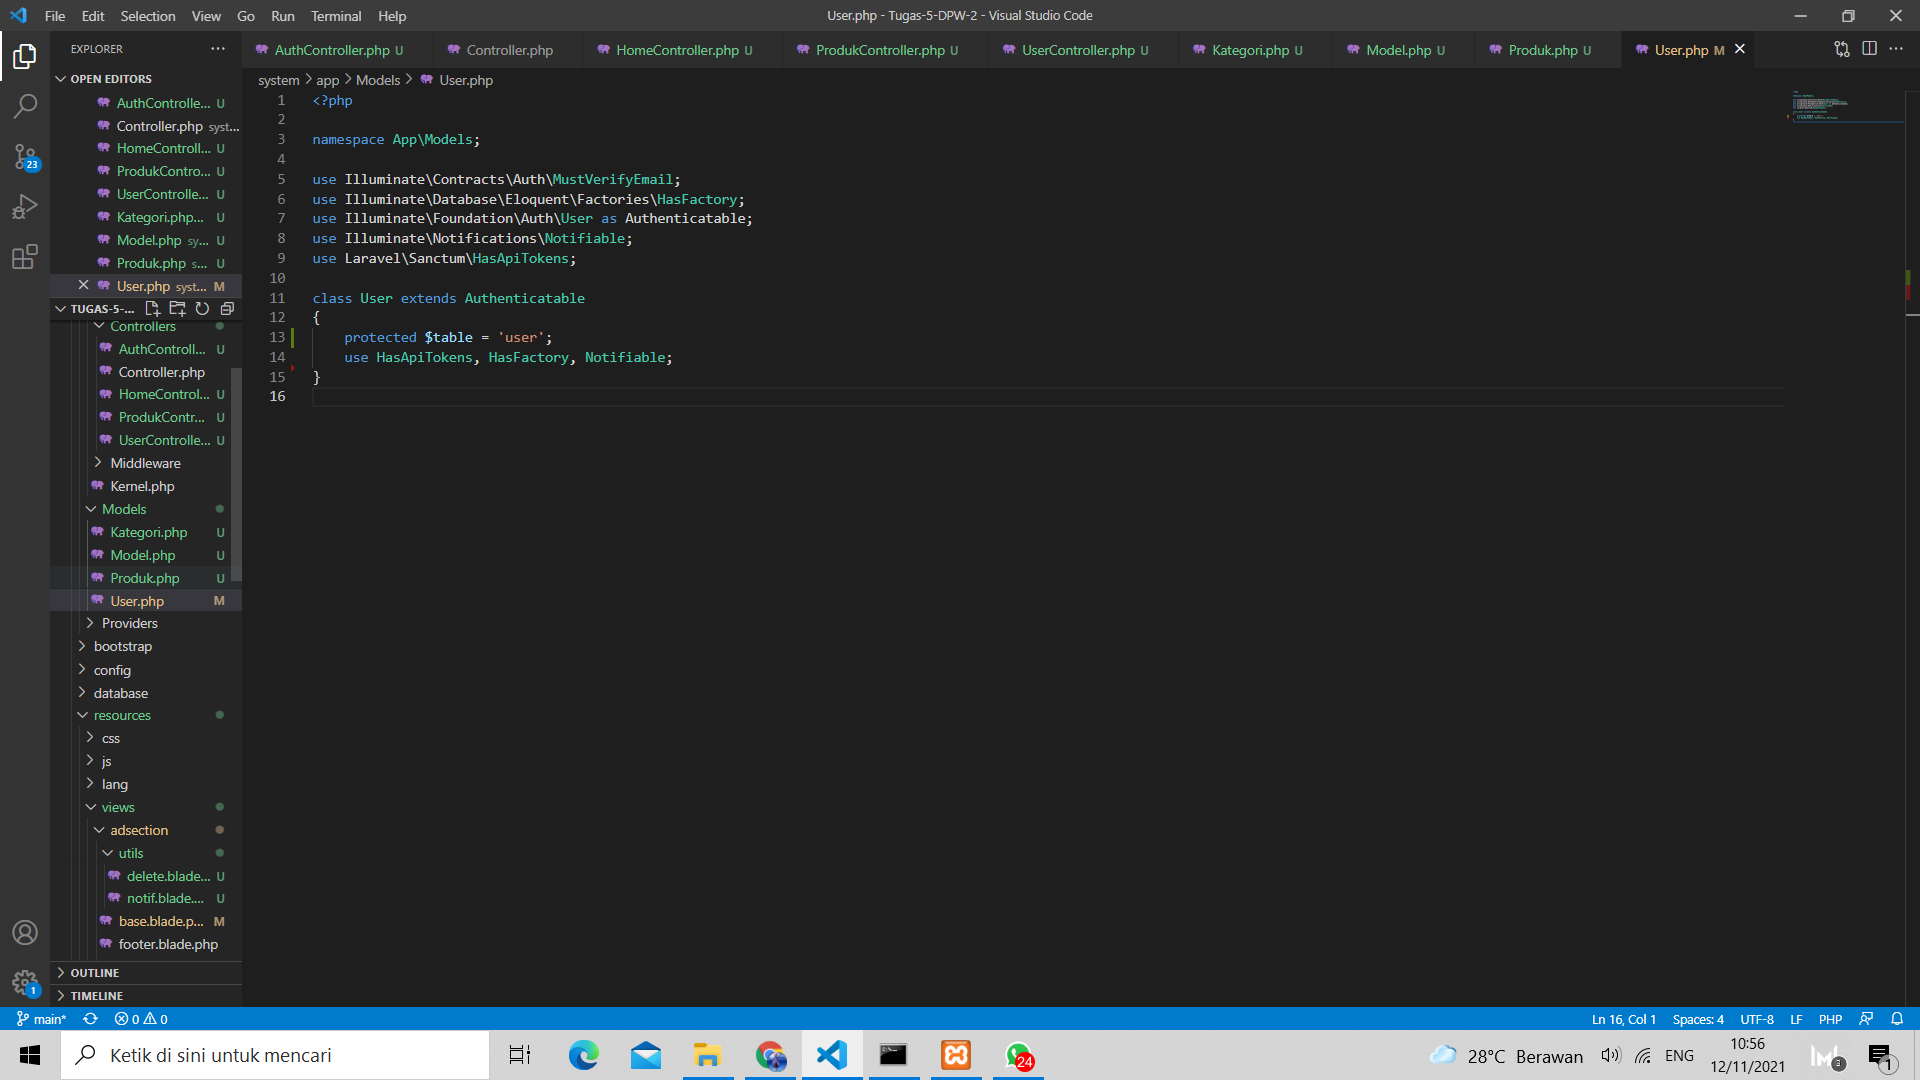 File Edit Selection View Go Run Terminal Help
User.php - Tugas-5-DPW-2 - Visual Studio Code
EXPLORER
AuthController.php U
Controller.php
HomeController.php U
ProdukController.php U
UserController.php U
Kategori.php U
Model.php U
Produk.php U
User.php M
OPEN EDITORS
AuthControlle... U
Controller.php syst...
HomeControll... U
ProdukContro... U
UserControlle... U
Kategori.php... U
Model.php sy... U
Produk.php s... U
User.php syst... M
TUGAS-5-...
Controllers
AuthControll... U
Controller.php
HomeControl... U
ProdukContr... U
UserControlle... U
Middleware
Kernel.php
Models
Kategori.php U
Model.php U
Produk.php U
User.php M
Providers
bootstrap
config
database
resources
css
js
lang
views
adsection
utils
delete.blade... U
notif.blade.... U
base.blade.p... M
footer.blade.php
OUTLINE
TIMELINE
system > app > Models > User.php
1 <?php
2
3 namespace App\Models;
4
5 use Illuminate\Contracts\Auth\MustVerifyEmail;
6 use Illuminate\Database\Eloquent\Factories\HasFactory;
7 use Illuminate\Foundation\Auth\User as Authenticatable;
8 use Illuminate\Notifications\Notifiable;
9 use Laravel\Sanctum\HasApiTokens;
10
11 class User extends Authenticatable
12 {
13 protected $table = 'user';
14 use HasApiTokens, HasFactory, Notifiable;
15 }
16
23
1
main* 0 0
Ln 16, Col 1 Spaces: 4 UTF-8 LF PHP
Ketik di sini untuk mencari
24
28°C Berawan
ENG
10:56
12/11/2021
3
1